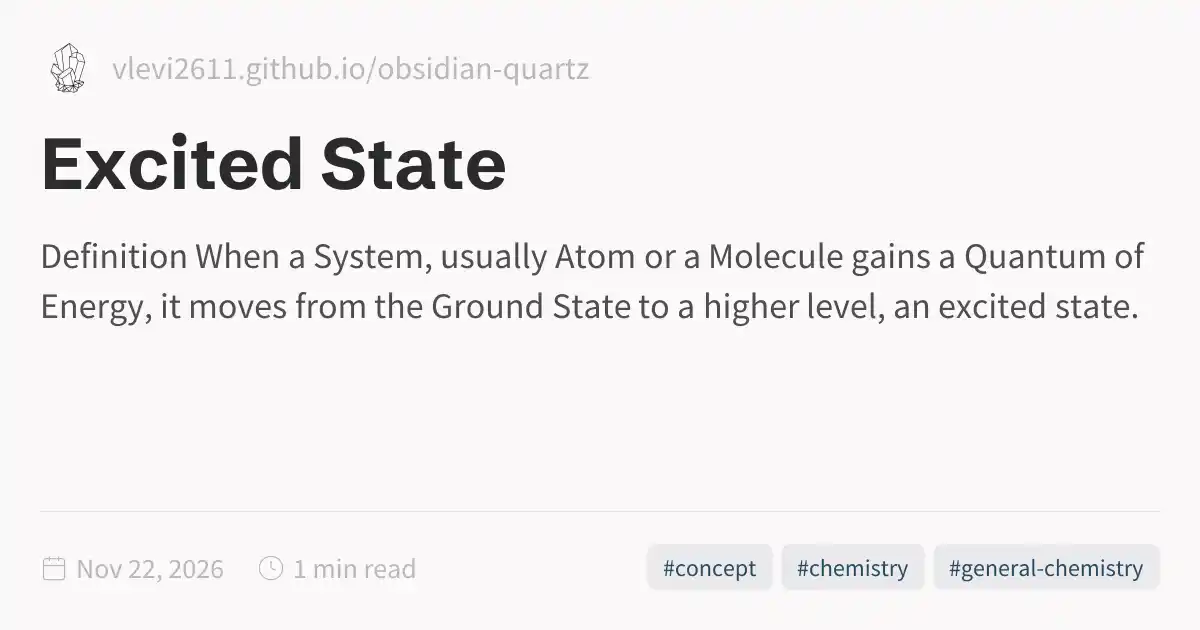 vlevi2611.github.io/obsidian-quartz
Excited State
Definition When a System, usually Atom or a Molecule gains a Quantum of
Energy, it moves from the Ground State to a higher level, an excited state.
Nov 22, 2026 1 min read #concept #chemistry #general-chemistry